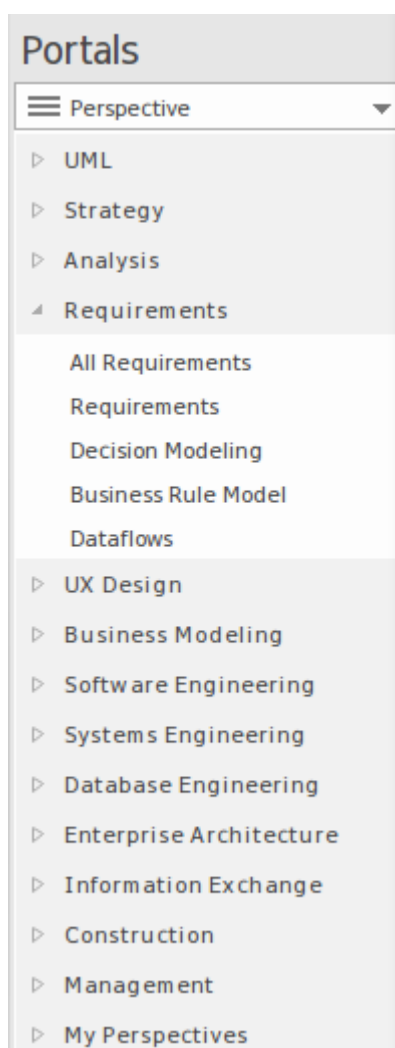 Portals
Perspective
UML
Strategy
Analysis
Requirements
All Requirements
Requirements
Decision Modeling
Business Rule Model
Dataflows
UX Design
Business Modeling
Software Engineering
Systems Engineering
Database Engineering
Enterprise Architecture
Information Exchange
Construction
Management
My Perspectives